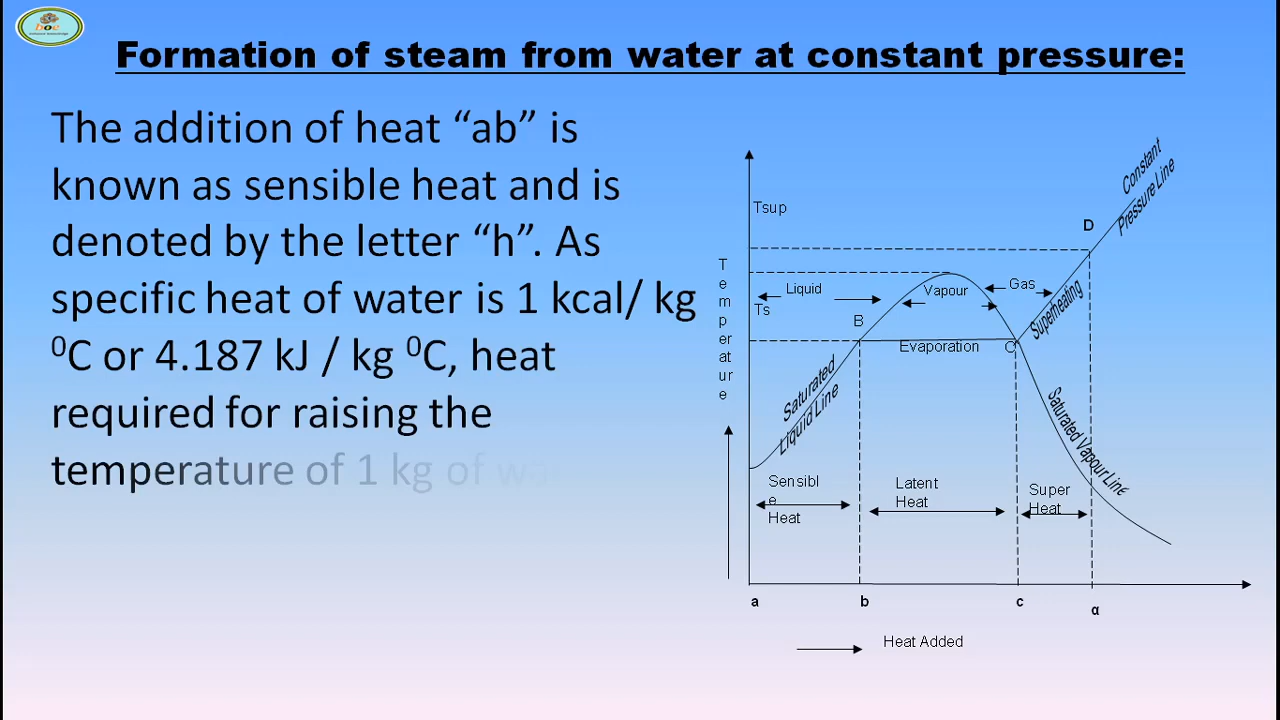 boe
Formation of steam from water at constant pressure:
The addition of heat “ab” is
known as sensible heat and is
denoted by the letter “h”. As
specific heat of water is 1 kcal/ kg
⁰C or 4.187 kJ / kg ⁰C, heat
required for raising the
temperature of 1 kg of wa
Constant
Pressure Line
Tsup
D
Temperature
Liquid
Vapour
Gas
Ts
Superheating
B
Evaporation
C
Saturated
Liquid Line
Saturated Vapour Line
Sensibl
e
Heat
Latent
Heat
Super
Heat
a
b
c
α
Heat Added